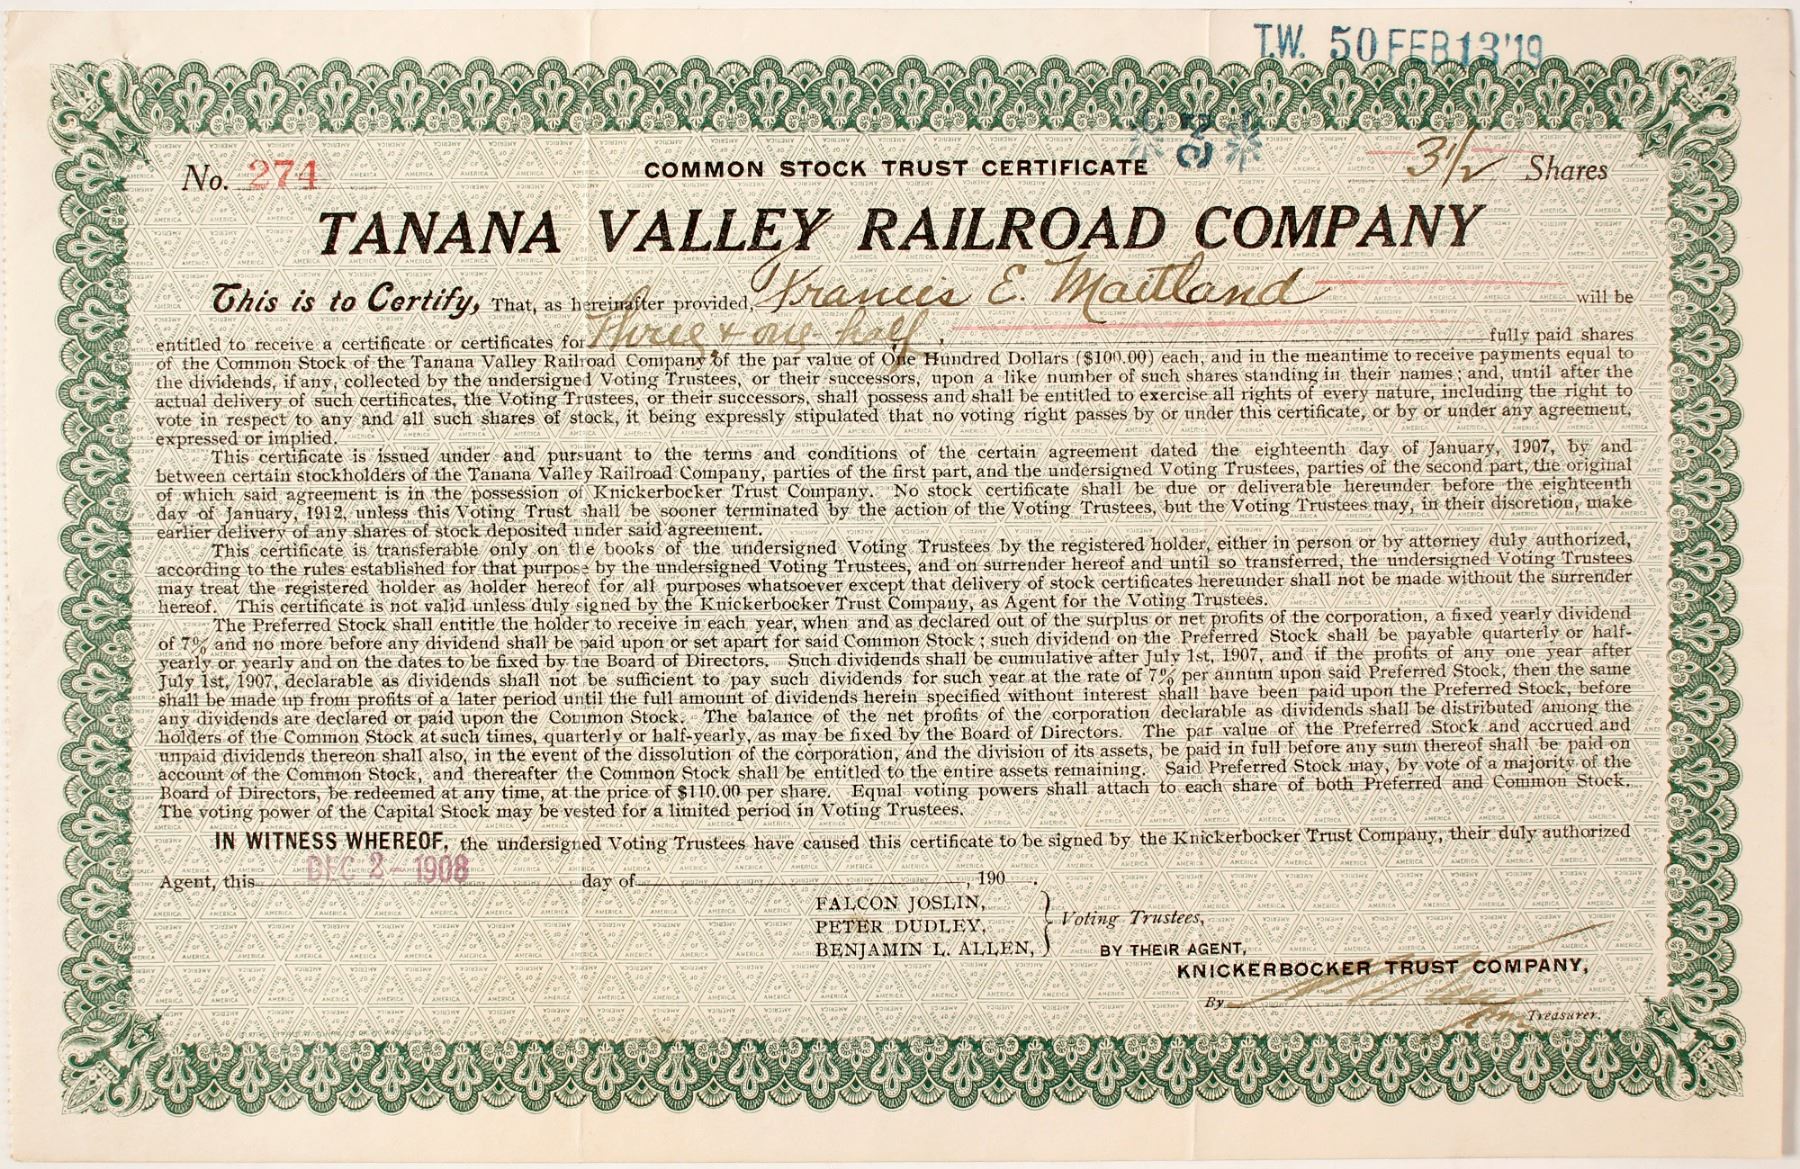 T.W. 50 FEB 13 '19
No. 274 COMMON STOCK TRUST CERTIFICATE 3 1/2 Shares
TANANA VALLEY RAILROAD COMPANY
This is to Certify, That, as hereinafter provided, Francis E. Maitland will be
entitled to receive a certificate or certificates for Three & one-half fully paid shares
of the Common Stock of the Tanana Valley Railroad Company of the par value of One Hundred Dollars ($100.00) each, and in the meantime to receive payments equal to
the dividends, if any, collected by the undersigned Voting Trustees, or their successors, upon a like number of such shares standing in their names; and, until after the
actual delivery of such certificates, the Voting Trustees, or their successors, shall possess and shall be entitled to exercise all rights of every nature, including the right to
vote in respect to any and all such shares of stock, it being expressly stipulated that no voting right passes by or under this certificate, or by or under any agreement,
expressed or implied.
This certificate is issued under and pursuant to the terms and conditions of the certain agreement dated the eighteenth day of January, 1907, by and
between certain stockholders of the Tanana Valley Railroad Company, parties of the first part, and the undersigned Voting Trustees, parties of the second part, the original
of which said agreement is in the possession of Knickerbocker Trust Company. No stock certificate shall be due or deliverable hereunder before the eighteenth
day of January, 1912, unless this Voting Trust shall be sooner terminated by the action of the Voting Trustees, but the Voting Trustees may, in their discretion, make
earlier delivery of any shares of stock deposited under said agreement.
This certificate is transferable only on the books of the undersigned Voting Trustees by the registered holder, either in person or by attorney duly authorized,
according to the rules established for that purpose by the undersigned Voting Trustees, and on surrender hereof and until so transferred, the undersigned Voting Trustees
may treat the registered holder as holder hereof for all purposes whatsoever except that delivery of stock certificates hereunder shall not be made without the surrender
hereof. This certificate is not valid unless duly signed by the Knickerbocker Trust Company, as Agent for the Voting Trustees.
The Preferred Stock shall entitle the holder to receive in each year, when and as declared out of the surplus or net profits of the corporation, a fixed yearly dividend
of 7% and no more before any dividend shall be paid upon or set apart for said Common Stock; such dividend on the Preferred Stock shall be payable quarterly or half-
yearly or yearly and on the dates to be fixed by the Board of Directors. Such dividends shall be cumulative after July 1st, 1907, and if the profits of any one year after
July 1st, 1907, declarable as dividends shall not be sufficient to pay such dividends for such year at the rate of 7% per annum upon said Preferred Stock, then the same
shall be made up from profits of a later period until the full amount of dividends herein specified without interest shall have been paid upon the Preferred Stock, before
any dividends are declared or paid upon the Common Stock. The balance of the net profits of the corporation declarable as dividends shall be distributed among the
holders of the Common Stock at such times, quarterly or half-yearly, as may be fixed by the Board of Directors. The par value of the Preferred Stock and accrued and
unpaid dividends thereon shall also, in the event of the dissolution of the corporation, and the division of its assets, be paid in full before any sum thereof shall be paid on
account of the Common Stock, and thereafter the Common Stock shall be entitled to the entire assets remaining. Said Preferred Stock may, by vote of a majority of the
Board of Directors, be redeemed at any time, at the price of $110.00 per share. Equal voting powers shall attach to each share of both Preferred and Common Stock.
The voting power of the Capital Stock may be vested for a limited period in Voting Trustees.
IN WITNESS WHEREOF, the undersigned Voting Trustees have caused this certificate to be signed by the Knickerbocker Trust Company, their duly authorized
Agent, this DEC 2 - 1908 day of , 190 .
FALCON JOSLIN,
PETER DUDLEY, Voting Trustees,
BENJAMIN L. ALLEN,
BY THEIR AGENT,
KNICKERBOCKER TRUST COMPANY,
By
Treasurer.